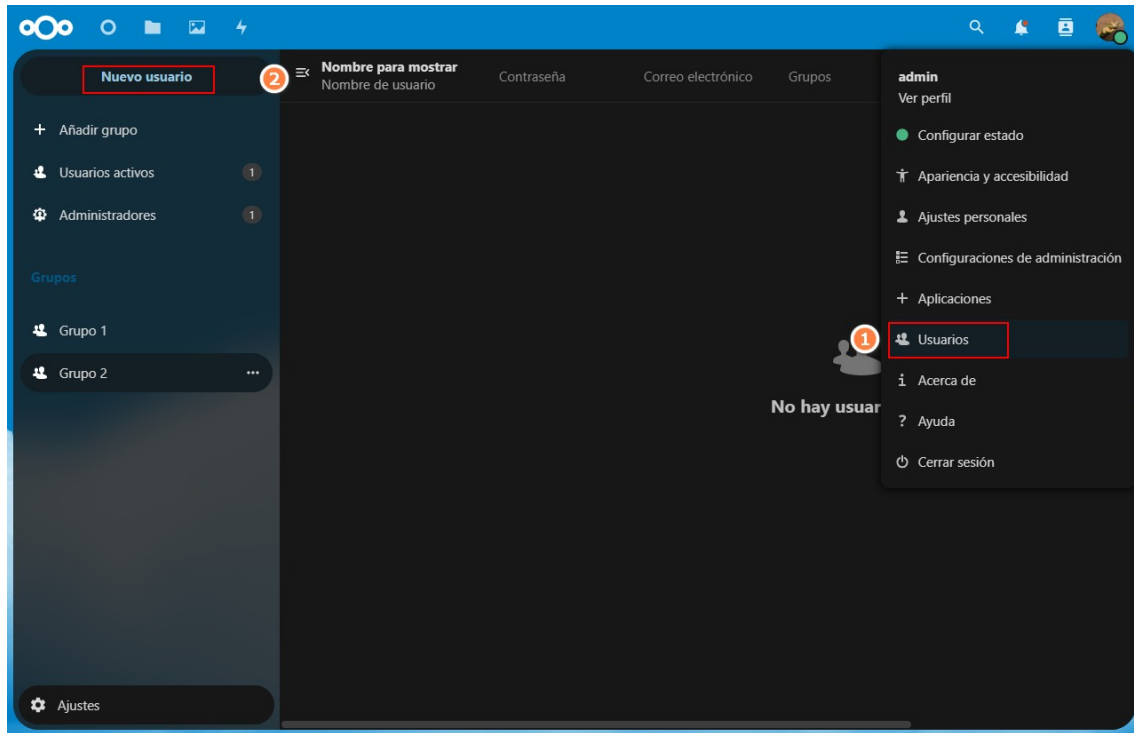 Nuevo usuario
2
Nombre para mostrar
Nombre de usuario
Contraseña
Correo electrónico
Grupos
Añadir grupo
Usuarios activos
1
Administradores
1
Grupos
Grupo 1
Grupo 2
Ajustes
No hay usuar
admin
Ver perfil
Configurar estado
Apariencia y accesibilidad
Ajustes personales
Configuraciones de administración
Aplicaciones
1
Usuarios
Acerca de
Ayuda
Cerrar sesión